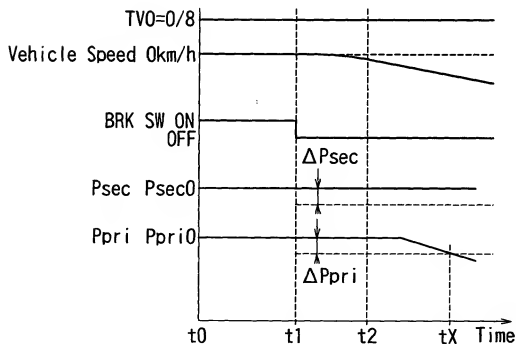 TVO=0/8
Vehicle Speed 0km/h
BRK SW ON
OFF
ΔPsec
Psec Psec0
Ppri Ppri0
ΔPpri
t0 t1 t2 tX Time